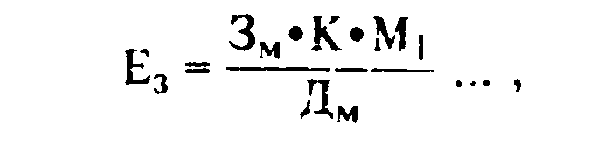 Е₃ = (Зм•К•М₁)/Дм ... ,